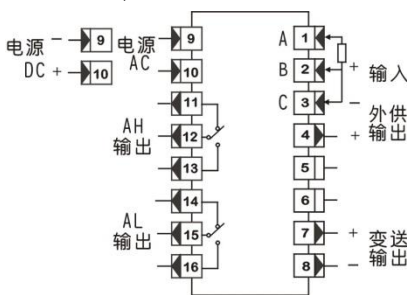 电源 - 9
DC + 10
电源 9
AC 10
11
AH 12
输出 13
14
AL 15
输出 16
A 1
B 2 + 输入
C 3 -
外供
4 + 输出
5
6
7 + 变送
8 - 输出